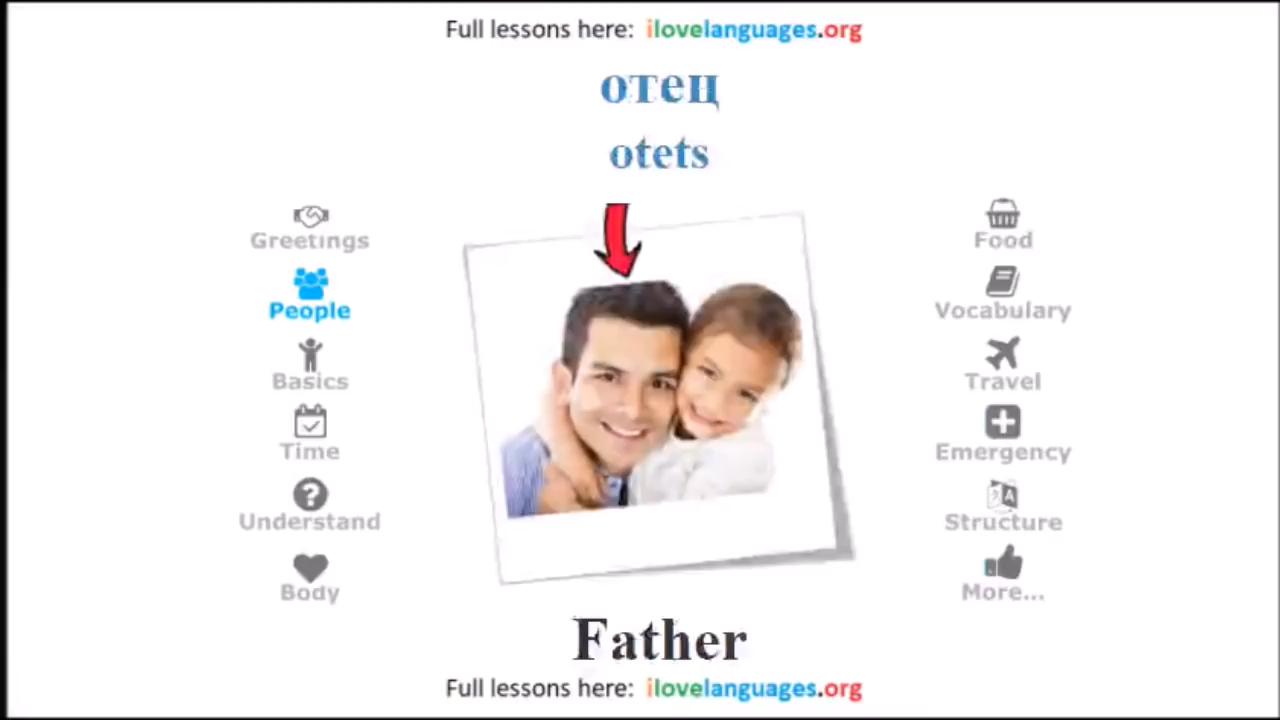 Full lessons here: ilovelanguages.org
отец
otets
Greetings
People
Basics
Time
Understand
Body
Food
Vocabulary
Travel
Emergency
Structure
More...
Father
Full lessons here: ilovelanguages.org